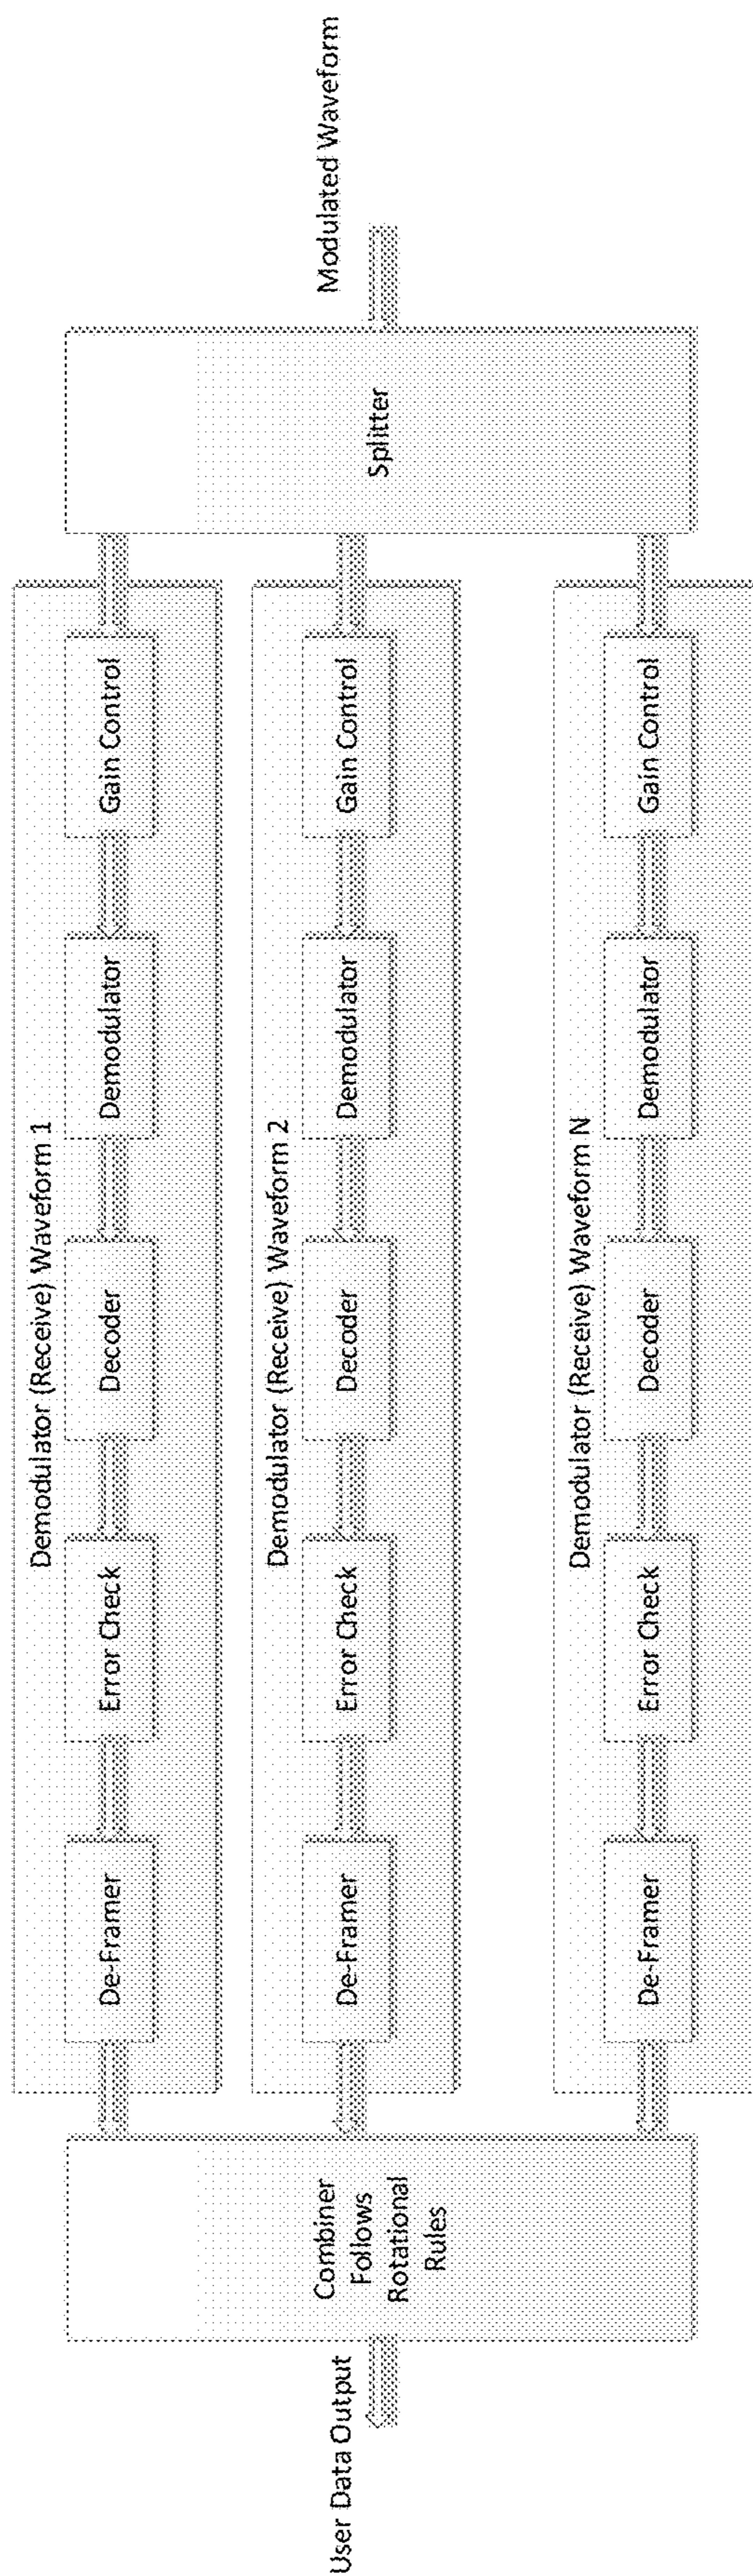 User Data Output
Combiner
Follows
Rotational
Rules
Demodulator (Receive) Waveform 1
De-Framer
Error Check
Decoder
Demodulator
Gain Control
Demodulator (Receive) Waveform 2
De-Framer
Error Check
Decoder
Demodulator
Gain Control
Demodulator (Receive) Waveform N
De-Framer
Error Check
Decoder
Demodulator
Gain Control
Splitter
Modulated Waveform